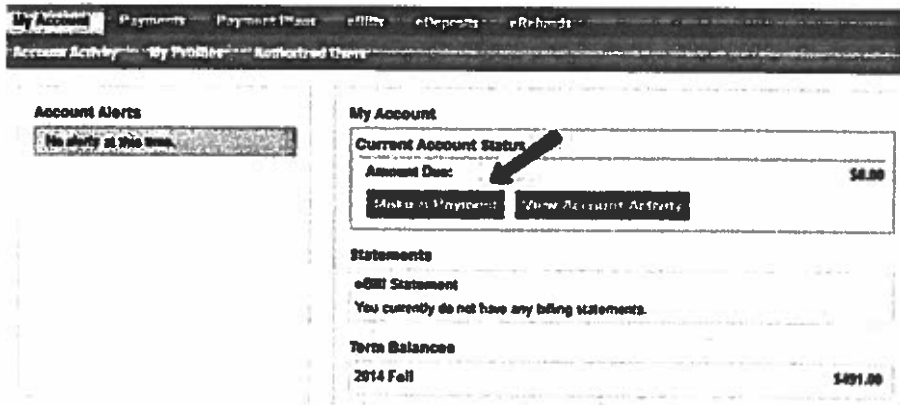 My Account Payments Payment Plans eBills eDeposits eRefunds
Account Activity My Profiles Authorized Users
Account Alerts
No alerts at this time.
My Account
Current Account Status
Amount Due: $0.00
Make a Payment View Account Activity
Statements
eBill Statement
You currently do not have any billing statements.
Term Balances
2014 Fall $491.00